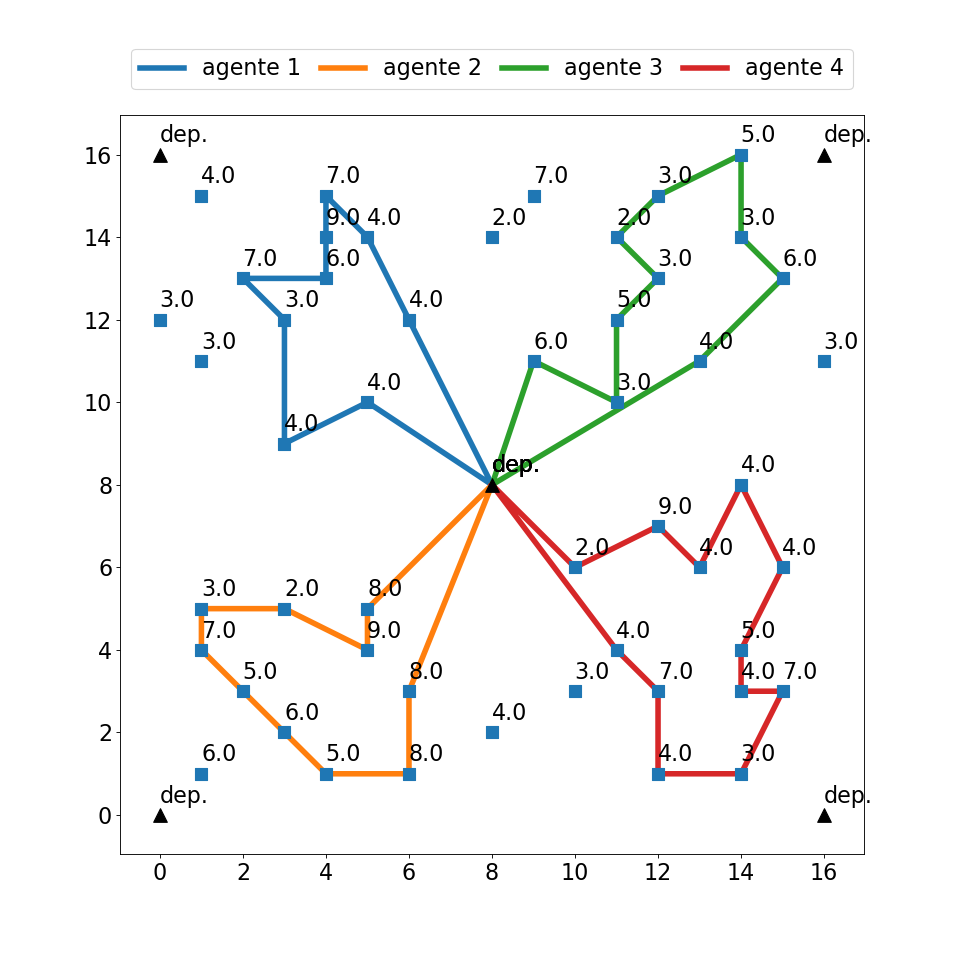 agente 1 agente 2 agente 3 agente 4
dep. 5.0 dep.
16
4.0 7.0 7.0 3.0
9.0 4.0 2.0 2.0 3.0
14
7.0 6.0 3.0 6.0
3.0 3.0 4.0 5.0
12
3.0 6.0 4.0 3.0
4.0 3.0
10
4.0
dep. dep. 4.0
8
9.0
2.0 4.0 4.0
6
3.0 2.0 8.0
7.0 9.0 4.0 5.0
4
5.0 8.0 3.0 7.0 4.0 7.0
6.0 4.0
2
6.0 5.0 8.0 4.0 3.0
dep. dep.
0
0 2 4 6 8 10 12 14 16